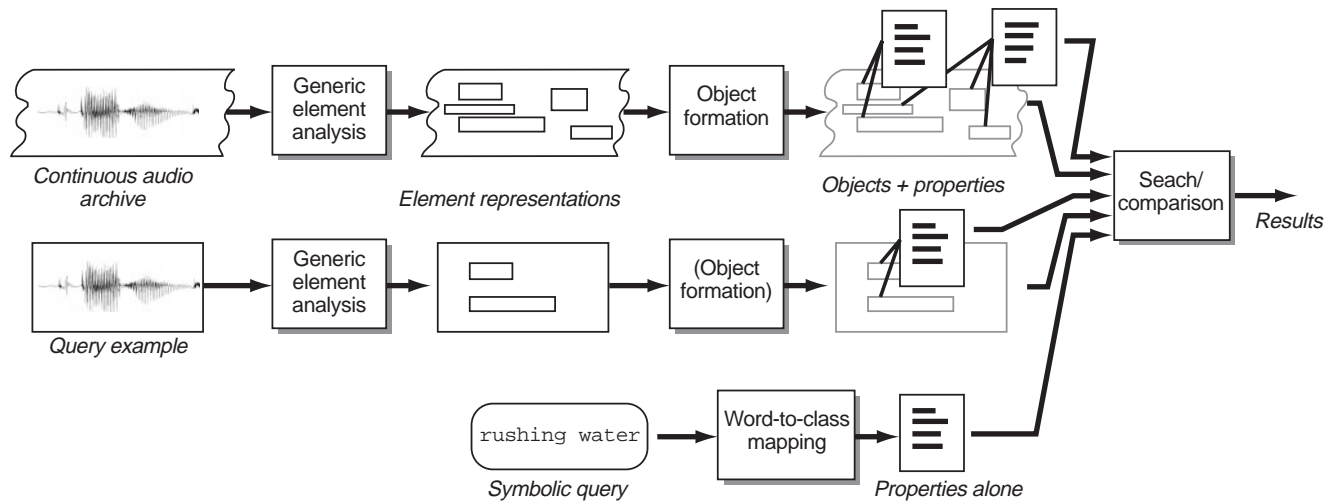 Continuous audio
archive
Generic
element
analysis
Element representations
Object
formation
Objects + properties
Seach/
comparison
Results
Query example
Generic
element
analysis
(Object
formation)
rushing water
Symbolic query
Word-to-class
mapping
Properties alone